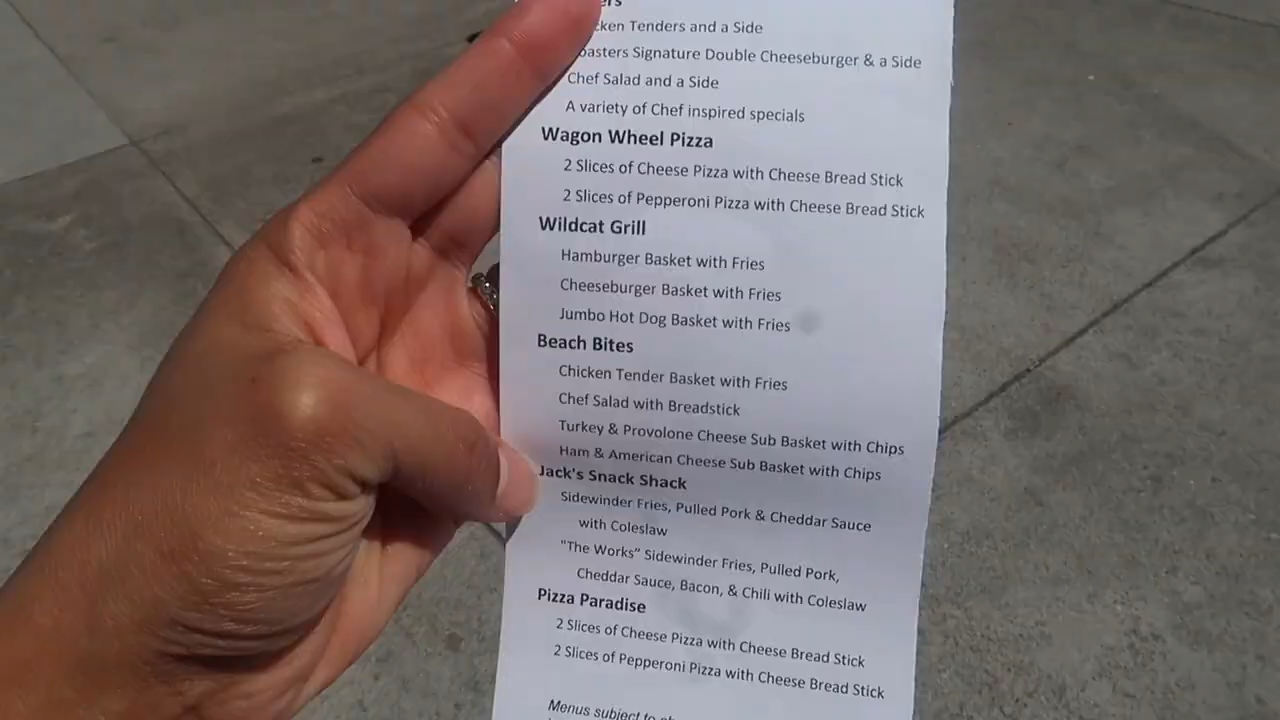 Tenders and a Side
Signature Double Cheeseburger & a Side
Chef Salad and a Side
A variety of Chef inspired specials
Wagon Wheel Pizza
2 Slices of Cheese Pizza with Cheese Bread Stick
2 Slices of Pepperoni Pizza with Cheese Bread Stick
Wildcat Grill
Hamburger Basket with Fries
Cheeseburger Basket with Fries
Jumbo Hot Dog Basket with Fries
Beach Bites
Chicken Tender Basket with Fries
Chef Salad with Breadstick
Turkey & Provolone Cheese Sub Basket with Chips
Ham & American Cheese Sub Basket with Chips
Jack's Snack Shack
Sidewinder Fries, Pulled Pork & Cheddar Sauce
with Coleslaw
"The Works" Sidewinder Fries, Pulled Pork,
Cheddar Sauce, Bacon, & Chili with Coleslaw
Pizza Paradise
2 Slices of Cheese Pizza with Cheese Bread Stick
2 Slices of Pepperoni Pizza with Cheese Bread Stick
Menus subject to